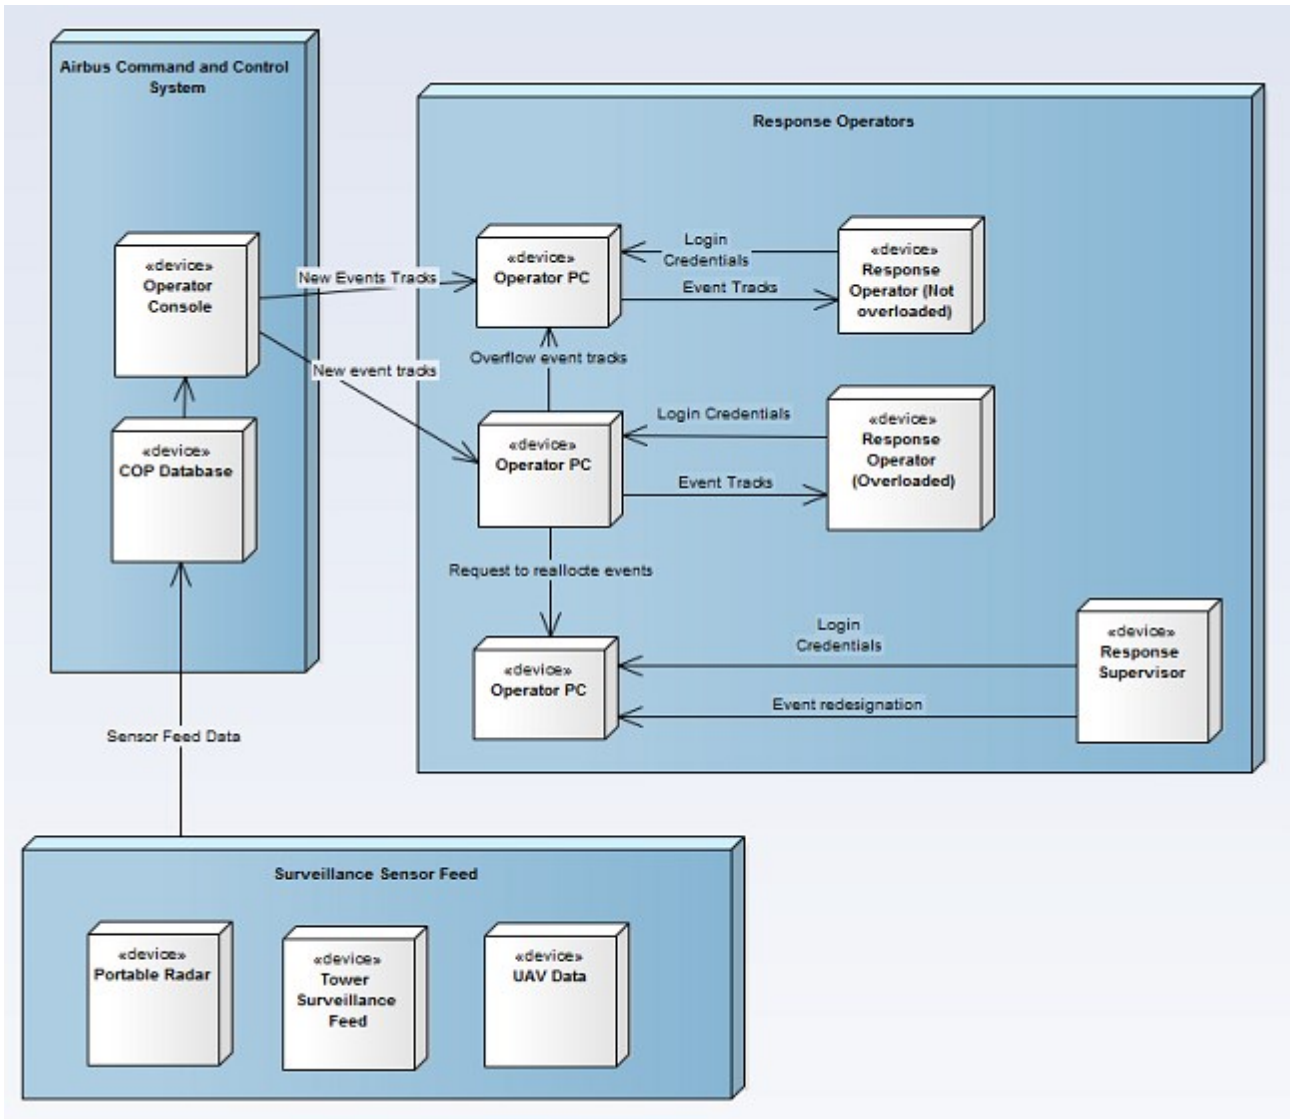 Airbus Command and Control
System
«device»
Operator
Console
«device»
COP Database
New Events Tracks
New event tracks
Sensor Feed Data
Response Operators
«device»
Operator PC
Login
Credentials
Event Tracks
«device»
Response
Operator (Not
overloaded)
Overflow event tracks
«device»
Operator PC
Login Credentials
Event Tracks
«device»
Response
Operator
(Overloaded)
Request to reallocte events
«device»
Operator PC
Login
Credentials
Event redesignation
«device»
Response
Supervisor
Surveillance Sensor Feed
«device»
Portable Radar
«device»
Tower
Surveillance
Feed
«device»
UAV Data